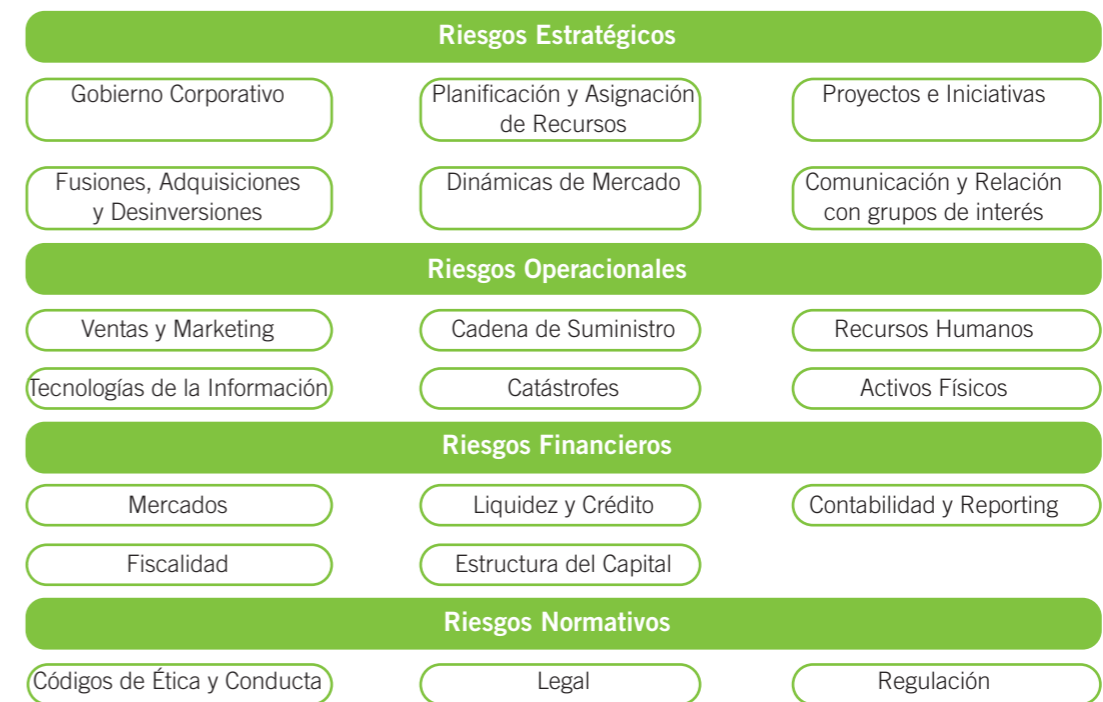 Riesgos Estratégicos
Gobierno Corporativo
Planificación y Asignación
de Recursos
Proyectos e Iniciativas
Fusiones, Adquisiciones
y Desinversiones
Dinámicas de Mercado
Comunicación y Relación
con grupos de interés
Riesgos Operacionales
Ventas y Marketing
Cadena de Suministro
Recursos Humanos
Tecnologías de la Información
Catástrofes
Activos Físicos
Riesgos Financieros
Mercados
Liquidez y Crédito
Contabilidad y Reporting
Fiscalidad
Estructura del Capital
Riesgos Normativos
Códigos de Ética y Conducta
Legal
Regulación